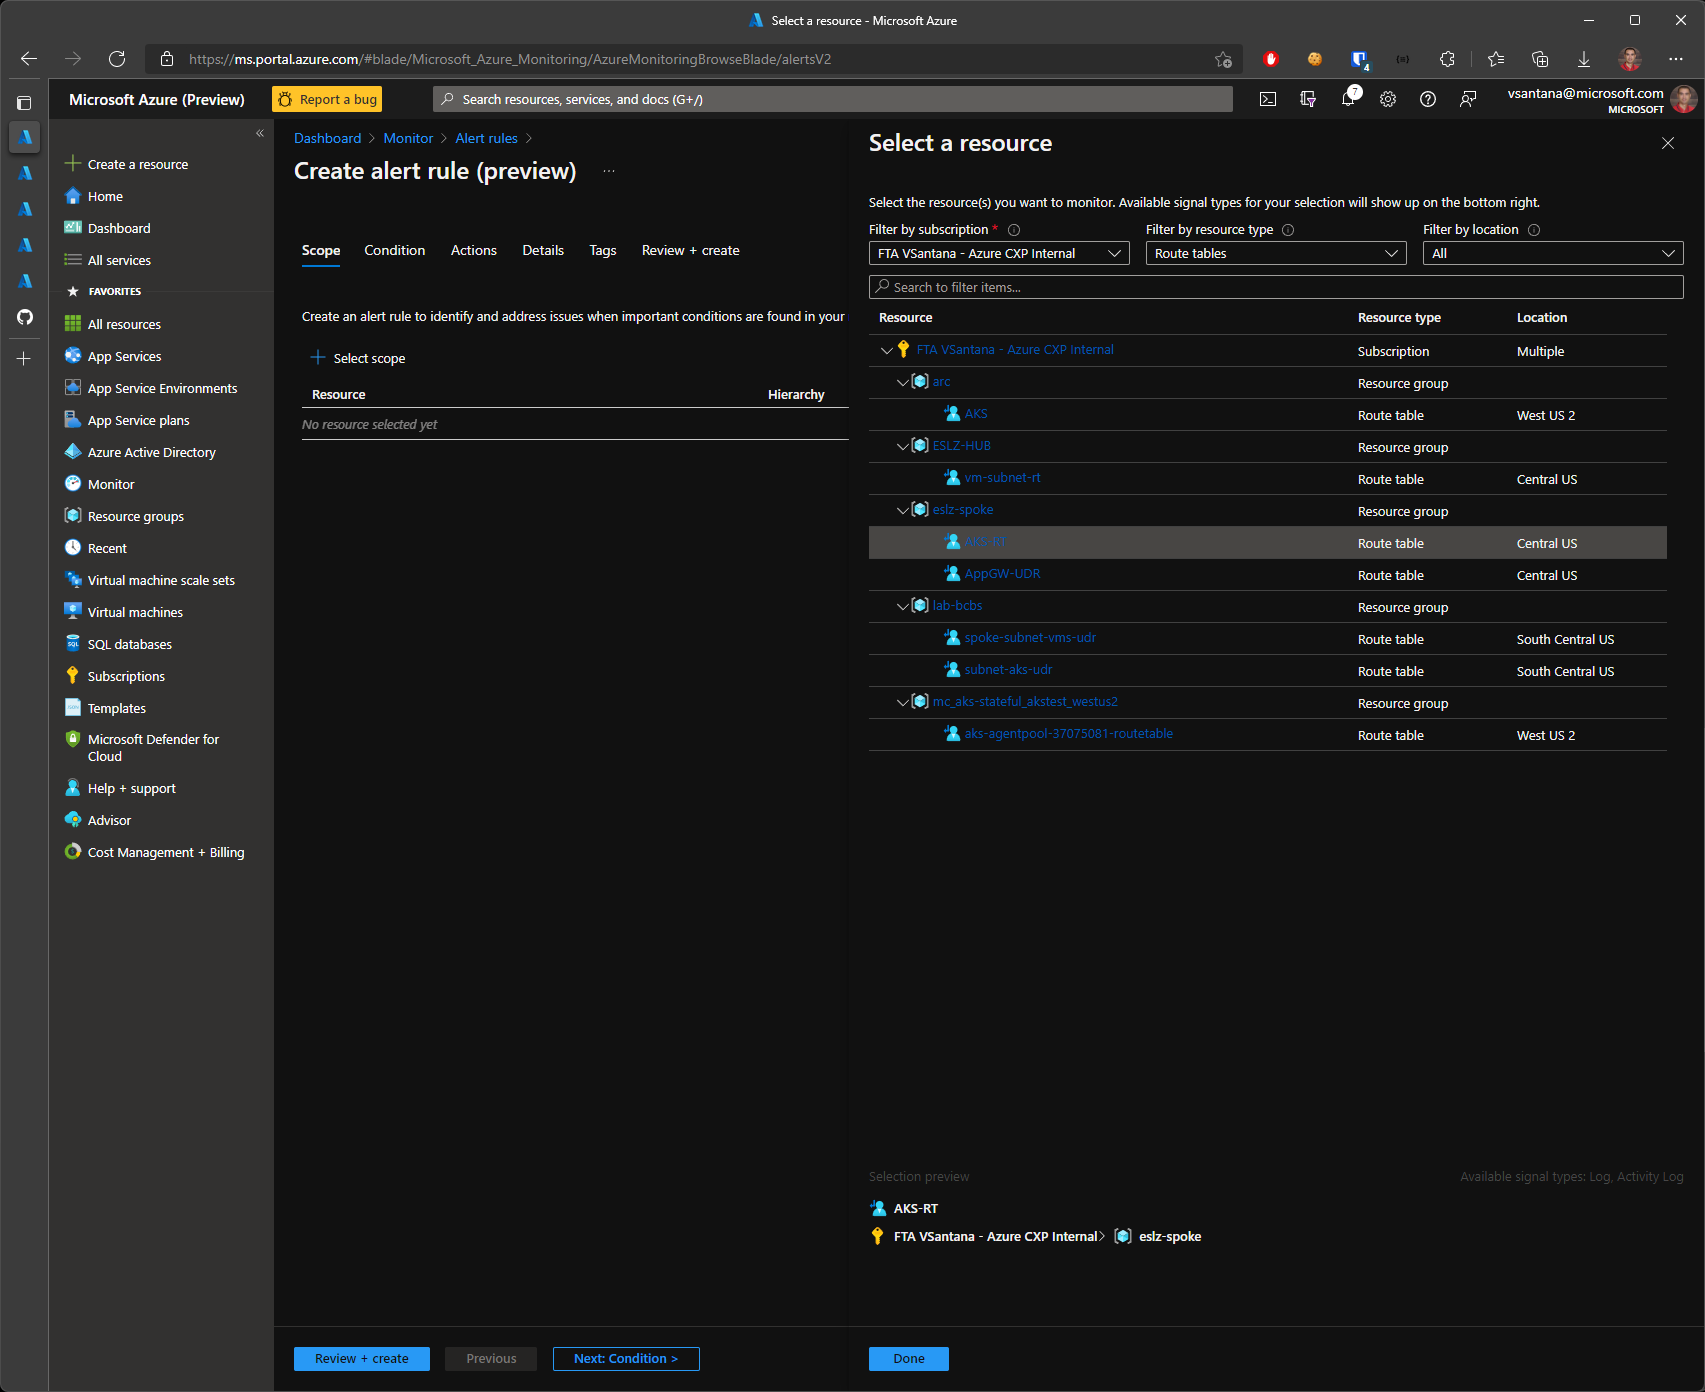 Select a resource - Microsoft Azure
https://ms.portal.azure.com/#blade/Microsoft_Azure_Monitoring/AzureMonitoringBrowseBlade/alertsV2
4
Microsoft Azure (Preview)
Report a bug
Search resources, services, and docs (G+/)
7
vsantana@microsoft.com
MICROSOFT
«
Create a resource
Home
Dashboard
All services
FAVORITES
All resources
App Services
App Service Environments
App Service plans
Azure Active Directory
Monitor
Resource groups
Recent
Virtual machine scale sets
Virtual machines
SQL databases
Subscriptions
Templates
Microsoft Defender for
Cloud
Help + support
Advisor
Cost Management + Billing
Dashboard > Monitor > Alert rules >
Create alert rule (preview) ...
Scope Condition Actions Details Tags Review + create
Create an alert rule to identify and address issues when important conditions are found in your
Select scope
Resource Hierarchy
No resource selected yet
Review + create Previous Next: Condition >
Select a resource
Select the resource(s) you want to monitor. Available signal types for your selection will show up on the bottom right.
Filter by subscription * Filter by resource type Filter by location
FTA VSantana - Azure CXP Internal Route tables All
Search to filter items...
Resource Resource type Location
FTA VSantana - Azure CXP Internal Subscription Multiple
arc Resource group
AKS Route table West US 2
ESLZ-HUB Resource group
vm-subnet-rt Route table Central US
eslz-spoke Resource group
AKS-RT Route table Central US
AppGW-UDR Route table Central US
lab-bcbs Resource group
spoke-subnet-vms-udr Route table South Central US
subnet-aks-udr Route table South Central US
mc_aks-stateful_akstest_westus2 Resource group
aks-agentpool-37075081-routetable Route table West US 2
Selection preview Available signal types: Log, Activity Log
AKS-RT
FTA VSantana - Azure CXP Internal > eslz-spoke
Done